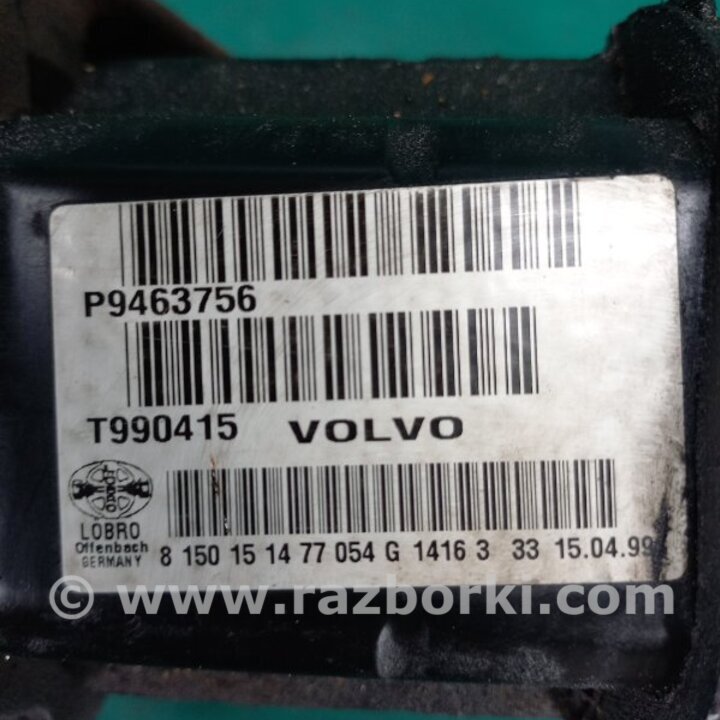 P9463756
T990415 VOLVO
LÖBRO
Offenbach
GERMANY
8 150 15 14 77 054 G 1416 3 33 15.04.99
© www.razborki.com